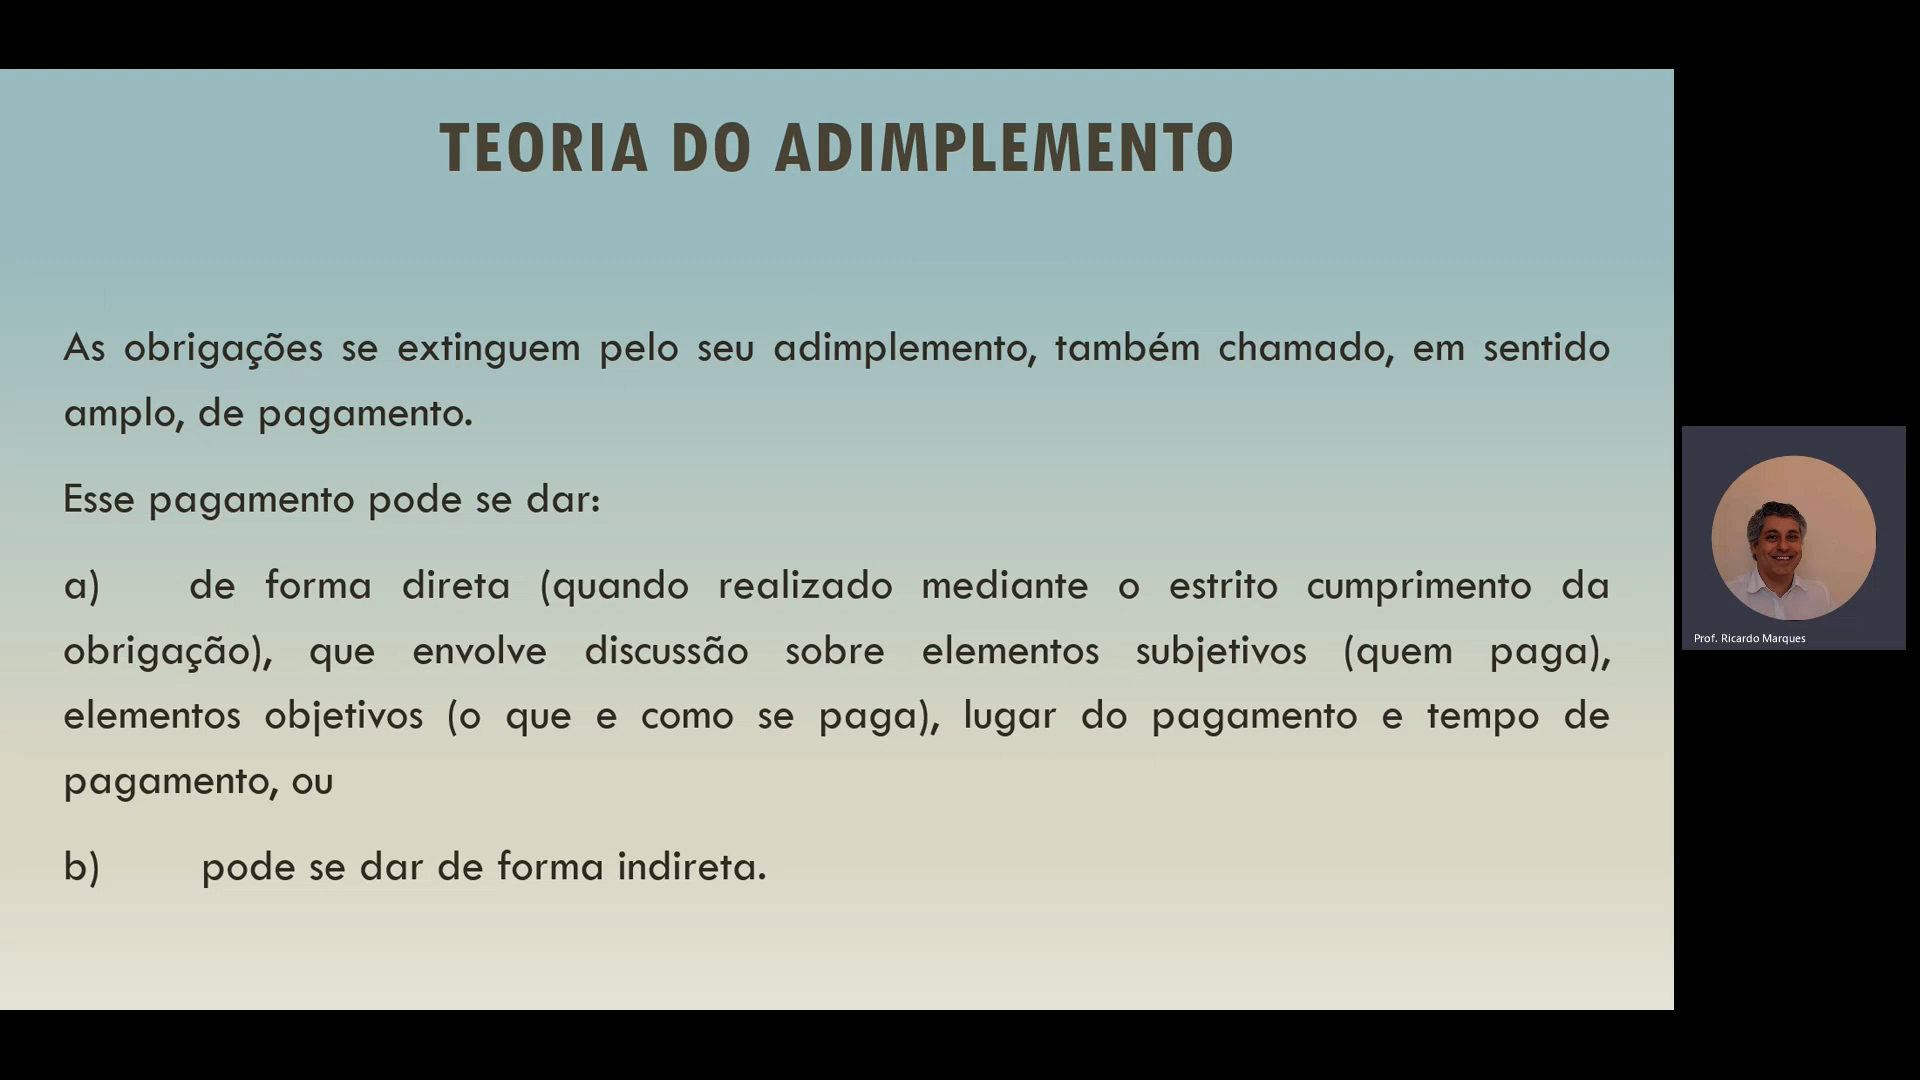 TEORIA DO ADIMPLEMENTO
As obrigações se extinguem pelo seu adimplemento, também chamado, em sentido
amplo, de pagamento.
Esse pagamento pode se dar:
a) de forma direta (quando realizado mediante o estrito cumprimento da
obrigação), que envolve discussão sobre elementos subjetivos (quem paga),
elementos objetivos (o que e como se paga), lugar do pagamento e tempo de
pagamento, ou
b) pode se dar de forma indireta.
Prof. Ricardo Marques